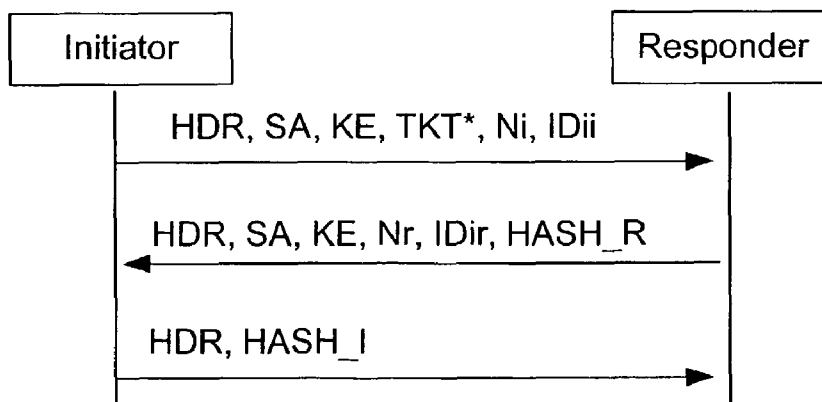 Initiator
Responder
HDR, SA, KE, TKT*, Ni, IDii
HDR, SA, KE, Nr, IDir, HASH_R
HDR, HASH_I